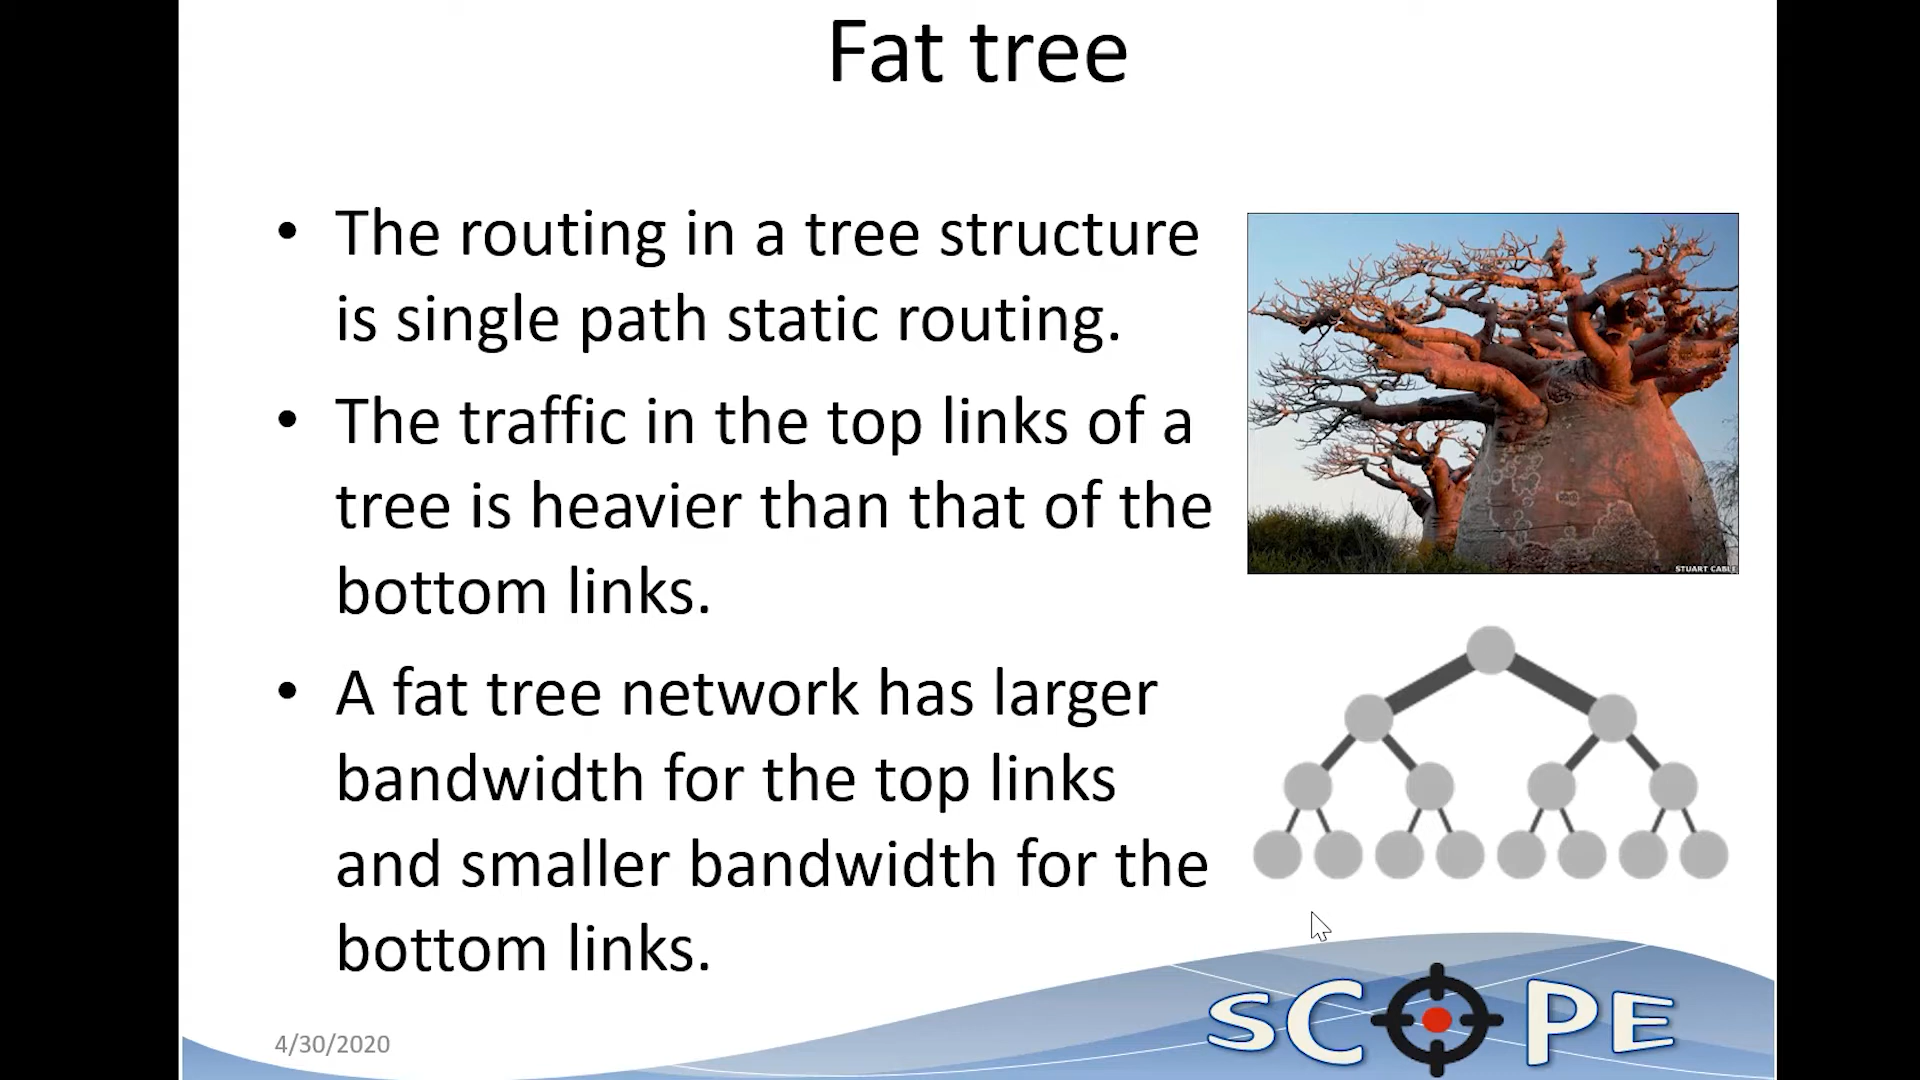 Fat tree
• The routing in a tree structure
is single path static routing.
• The traffic in the top links of a
tree is heavier than that of the
bottom links.
• A fat tree network has larger
bandwidth for the top links
and smaller bandwidth for the
bottom links.
STUART CABLE
4/30/2020
SCOPE